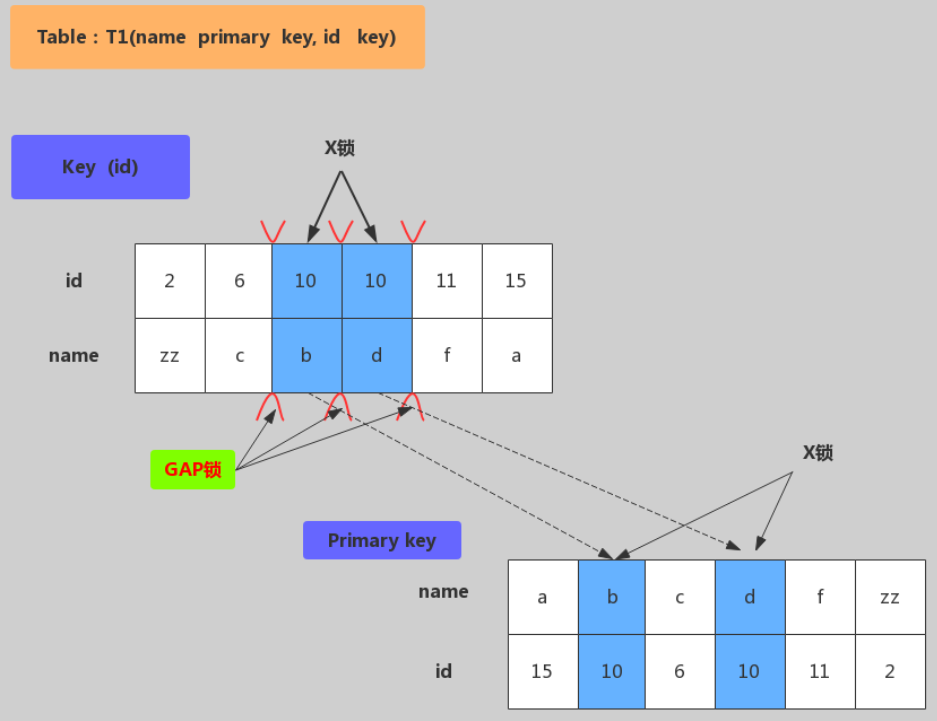 Table : T1(name primary key, id key)
Key (id)
X锁
id 2 6 10 10 11 15
name zz c b d f a
GAP锁
X锁
Primary key
name a b c d f zz
id 15 10 6 10 11 2